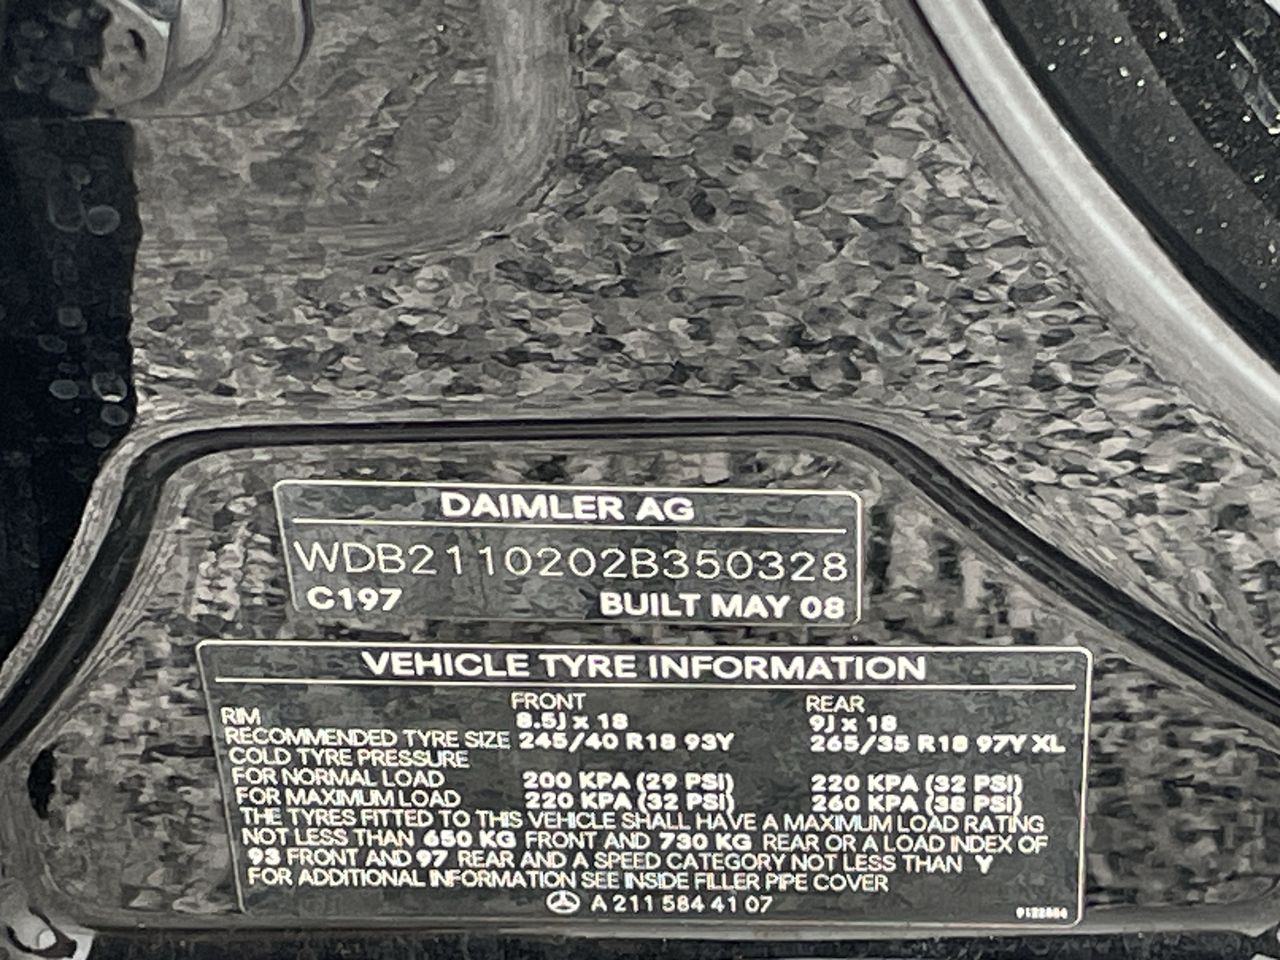 DAIMLER AG
WDB2110202B350328
C197 BUILT MAY 08
VEHICLE TYRE INFORMATION
FRONT REAR
RIM 8.5J x 18 9J x 18
RECOMMENDED TYRE SIZE 245/40 R18 93Y 265/35 R18 97Y XL
COLD TYRE PRESSURE
FOR NORMAL LOAD 200 KPA (29 PSI) 220 KPA (32 PSI)
FOR MAXIMUM LOAD 220 KPA (32 PSI) 260 KPA (38 PSI)
THE TYRES FITTED TO THIS VEHICLE SHALL HAVE A MAXIMUM LOAD RATING
NOT LESS THAN 650 KG FRONT AND 730 KG REAR OR A LOAD INDEX OF
93 FRONT AND 97 REAR AND A SPEED CATEGORY NOT LESS THAN Y
FOR ADDITIONAL INFORMATION SEE INSIDE FILLER PIPE COVER
A 211 584 41 07